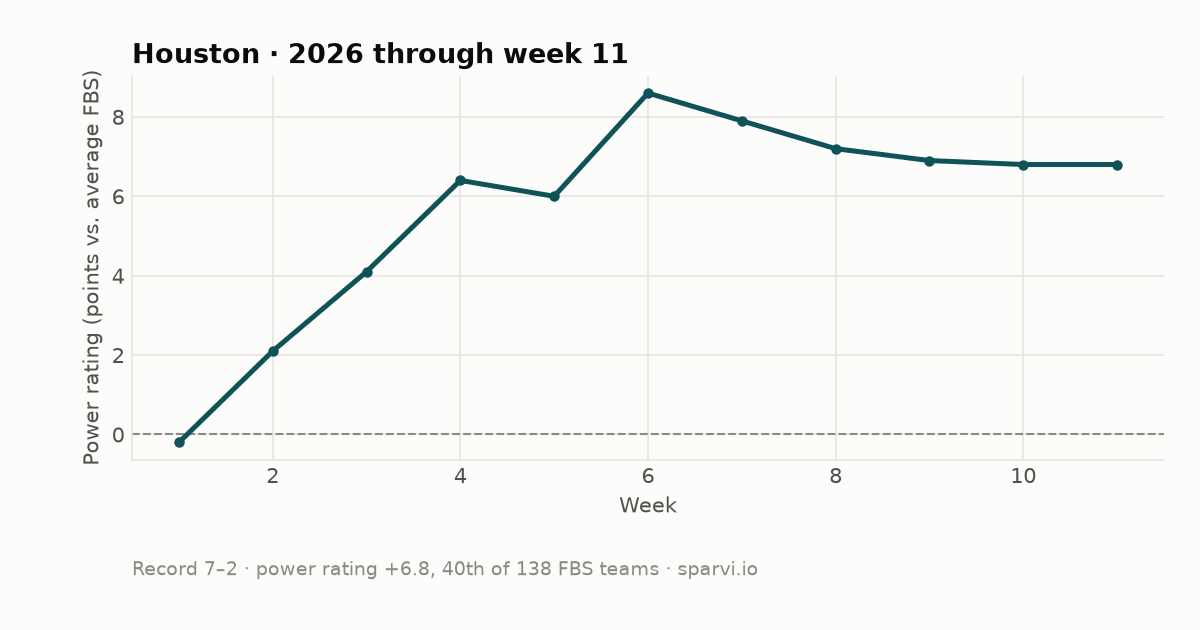 Houston · 2026 through week 11
Power rating (points vs. average FBS)
8
6
4
2
0
2 4 6 8 10
Week
Record 7–2 · power rating +6.8, 40th of 138 FBS teams · sparvi.io